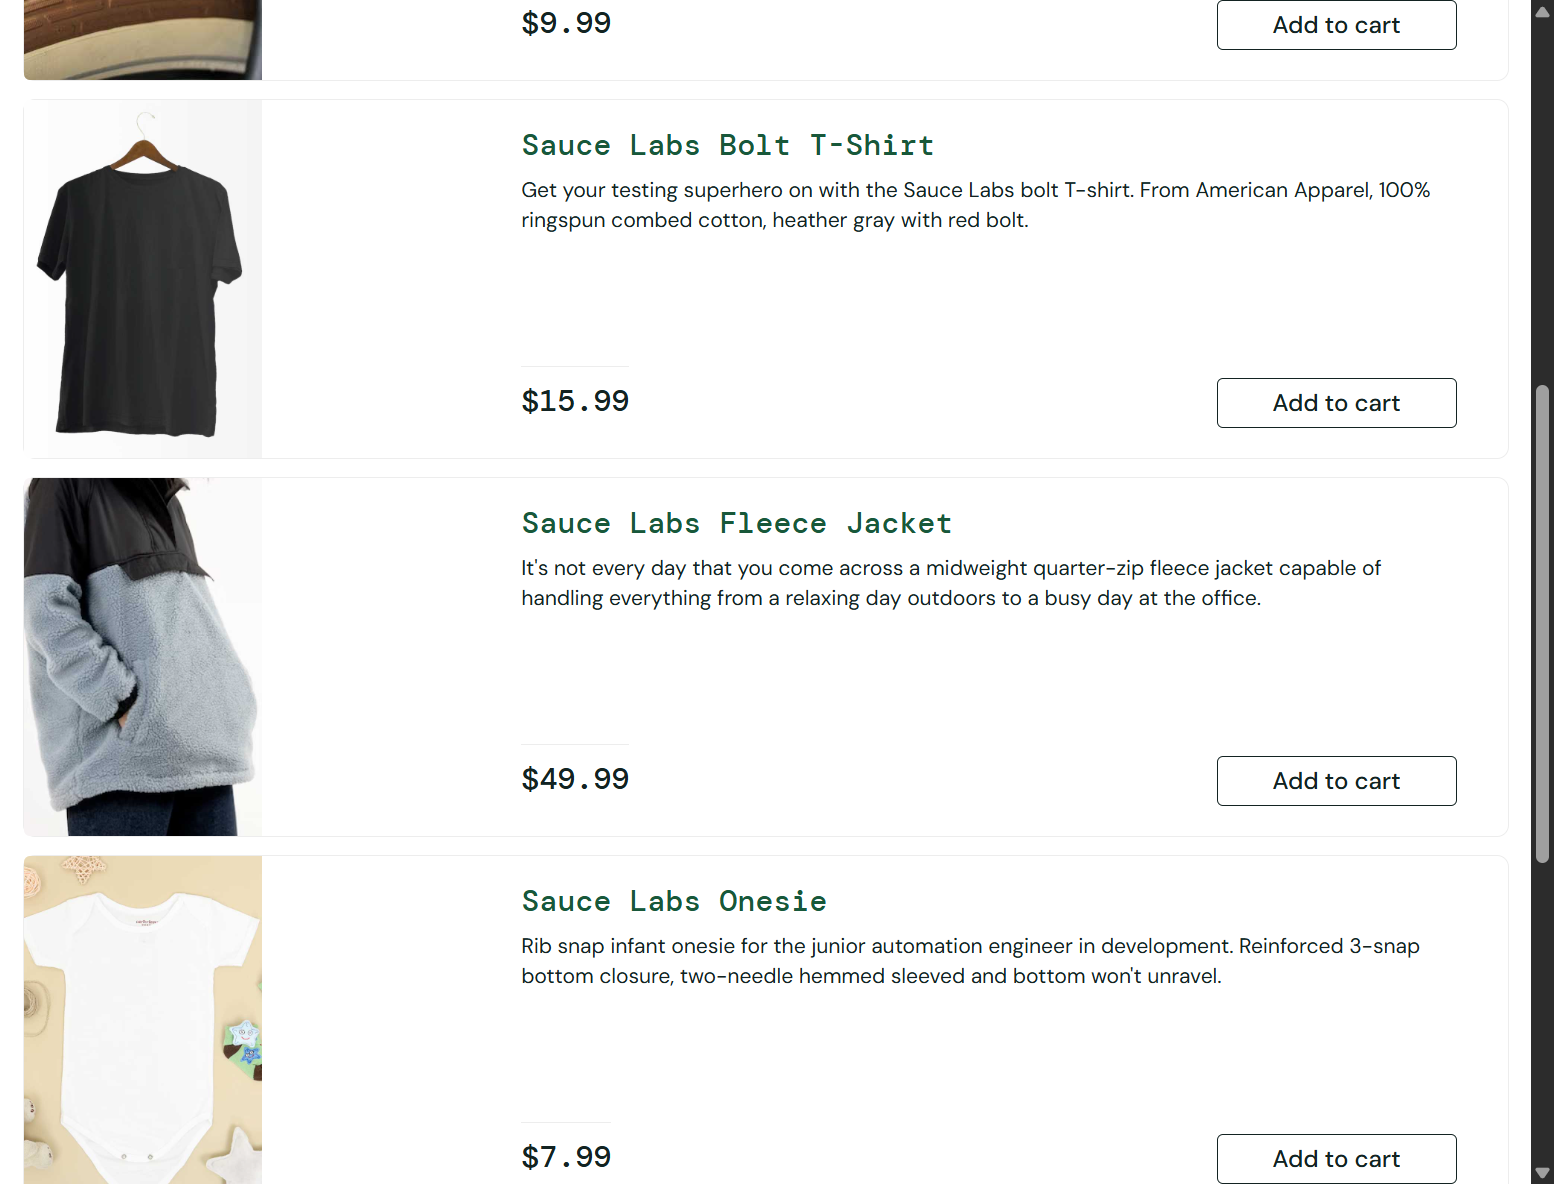 $9.99
Add to cart
Sauce Labs Bolt T-Shirt
Get your testing superhero on with the Sauce Labs bolt T-shirt. From American Apparel, 100%
ringspun combed cotton, heather gray with red bolt.
$15.99
Add to cart
Sauce Labs Fleece Jacket
It's not every day that you come across a midweight quarter-zip fleece jacket capable of
handling everything from a relaxing day outdoors to a busy day at the office.
$49.99
Add to cart
Sauce Labs Onesie
Rib snap infant onesie for the junior automation engineer in development. Reinforced 3-snap
bottom closure, two-needle hemmed sleeved and bottom won't unravel.
$7.99
Add to cart